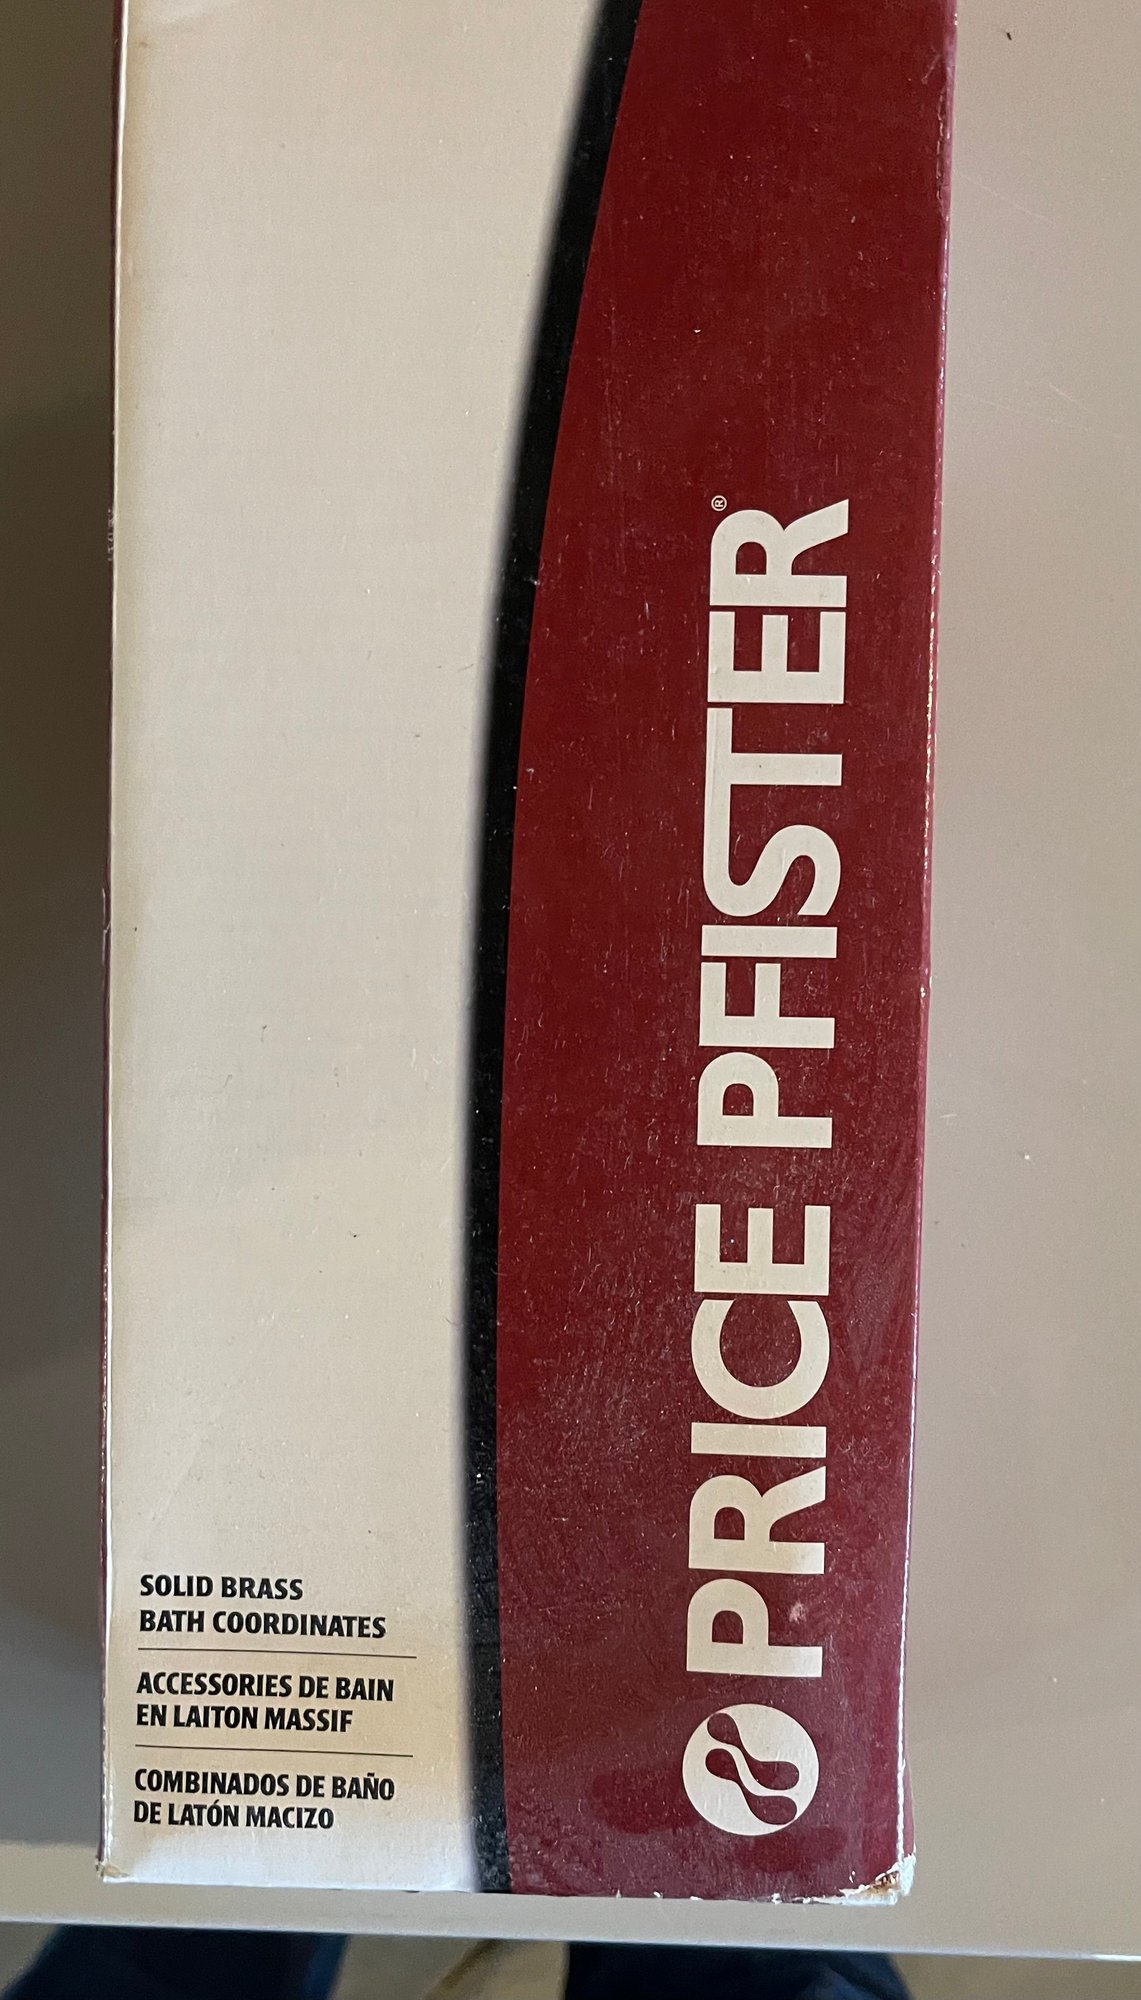 SOLID BRASS
BATH COORDINATES
ACCESSORIES DE BAIN
EN LAITON MASSIF
COMBINADOS DE BAÑO
DE LATÓN MACIZO
PRICE PFISTER®